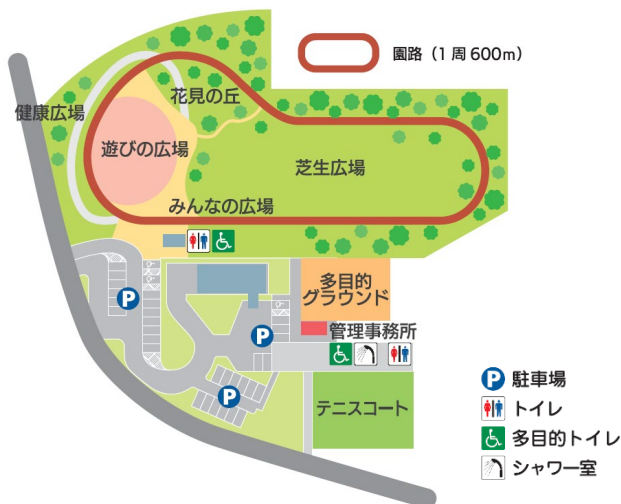 園路（1周600m）
花見の丘
健康広場
遊びの広場
芝生広場
みんなの広場
多目的
グラウンド
P
P
管理事務所
P
テニスコート
P 駐車場
トイレ
多目的トイレ
シャワー室